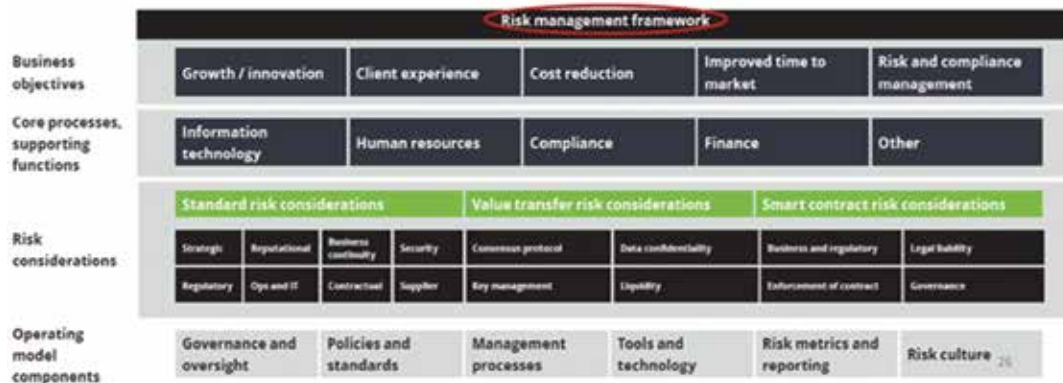 Risk management framework
Business
objectives
Growth / innovation
Client experience
Cost reduction
Improved time to
market
Risk and compliance
management
Core processes,
supporting
functions
Information
technology
Human resources
Compliance
Finance
Other
Standard risk considerations
Value transfer risk considerations
Smart contract risk considerations
Risk
considerations
Strategic
Reputational
Business
continuity
Security
Consensus protocol
Data confidentiality
Business and regulatory
Legal liability
Regulatory
Ops and IT
Contractual
Supplier
Key management
Liquidity
Enforcement of contract
Governance
Operating
model
components
Governance and
oversight
Policies and
standards
Management
processes
Tools and
technology
Risk metrics and
reporting
Risk culture
26